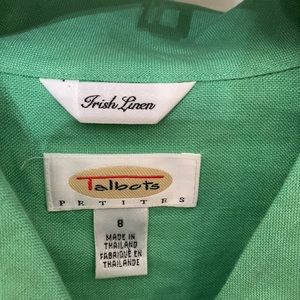 Irish Linen
Talbots
PETITES
8
MADE IN
THAILAND
FABRIQUÉ EN
THAILANDE